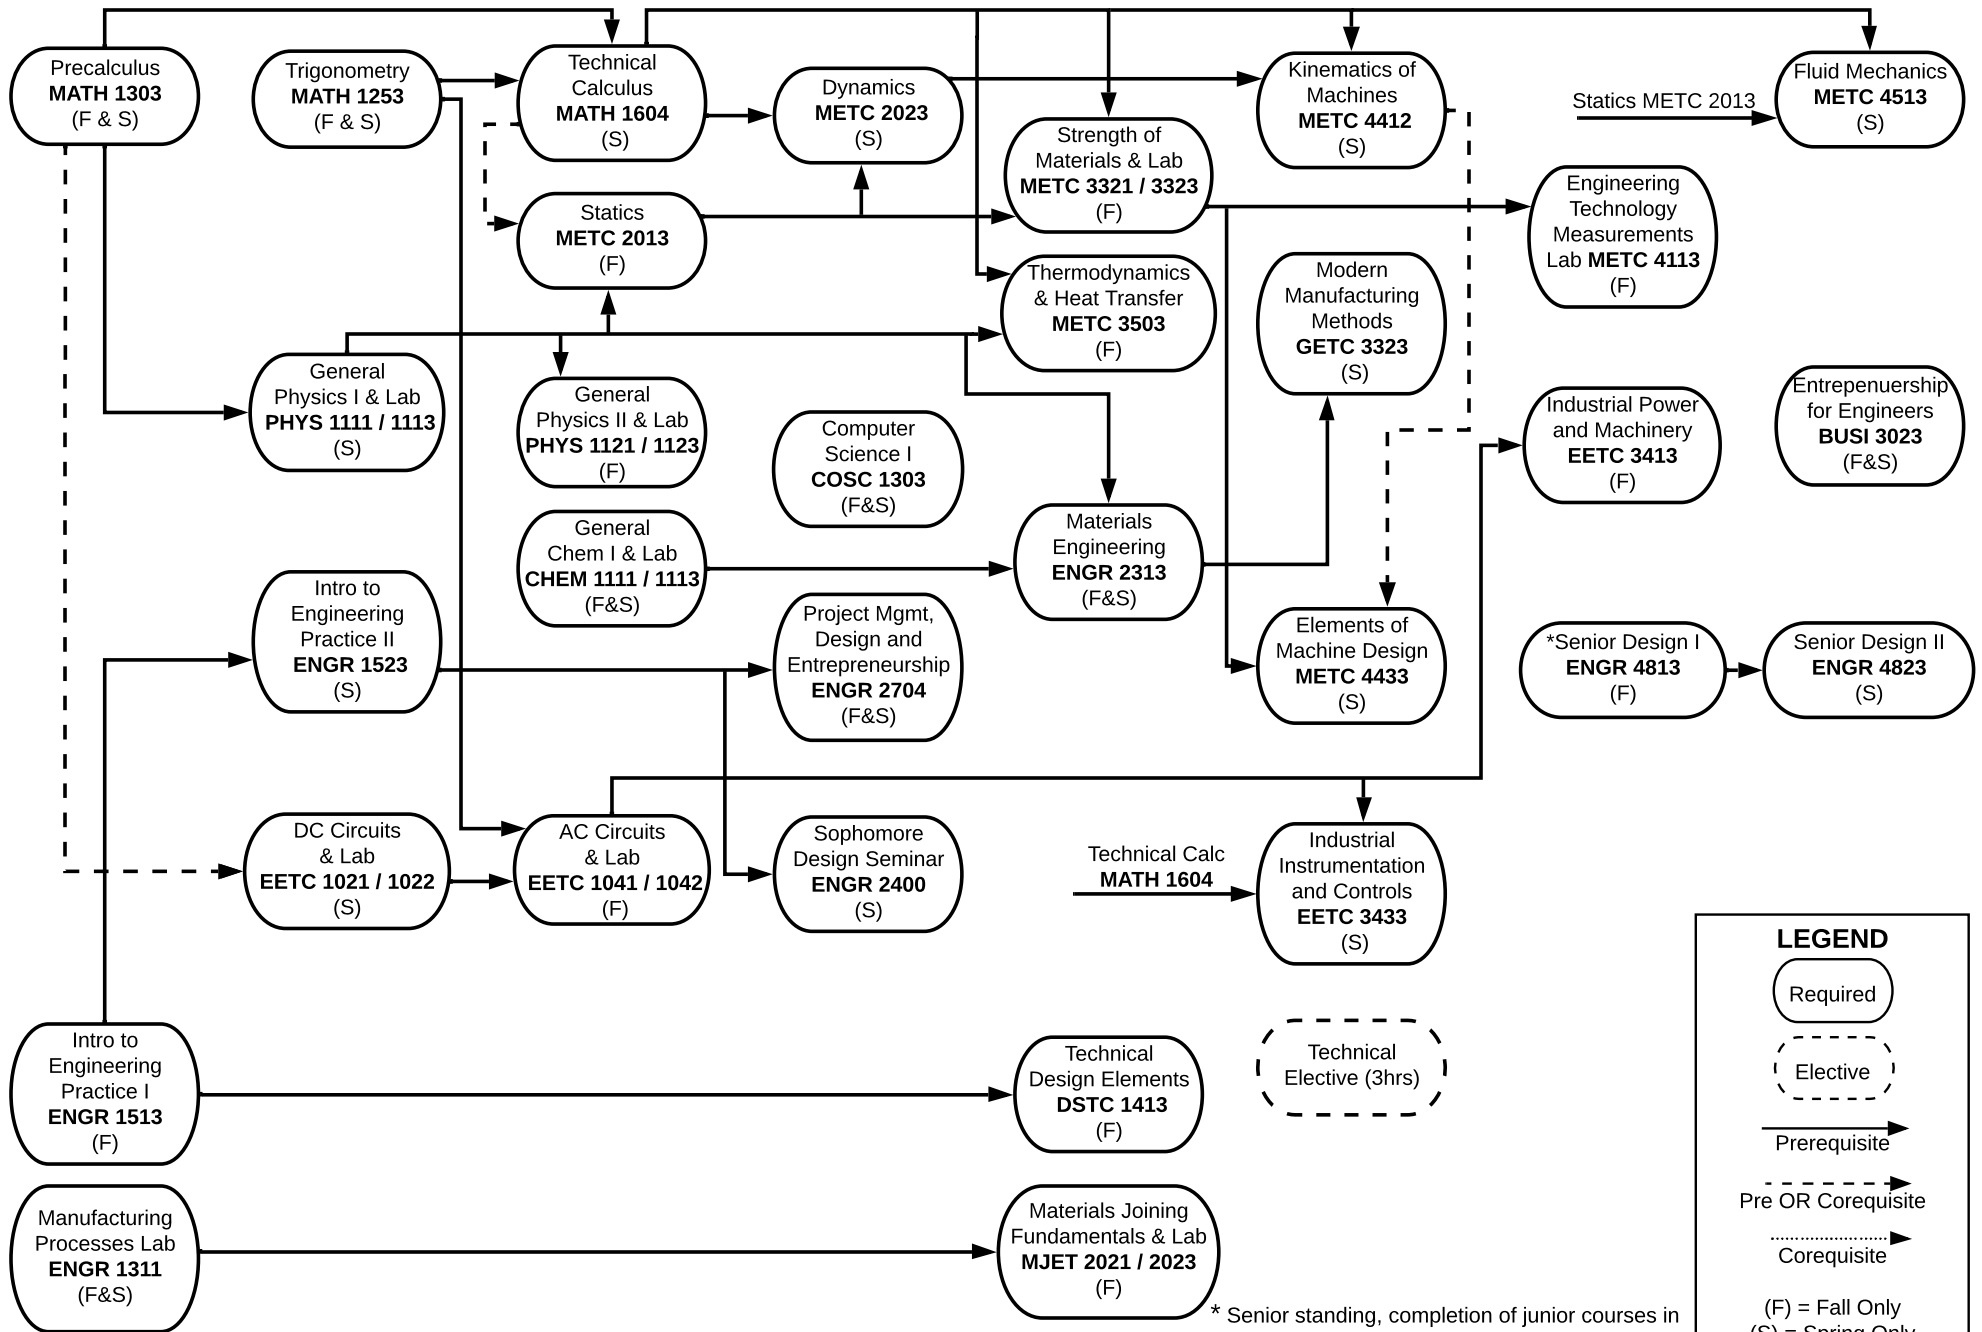 Precalculus
MATH 1303
(F & S)
Trigonometry
MATH 1253
(F & S)
Technical
Calculus
MATH 1604
(S)
Dynamics
METC 2023
(S)
Strength of
Materials & Lab
METC 3321 / 3323
(F)
Kinematics of
Machines
METC 4412
(S)
Statics METC 2013
Fluid Mechanics
METC 4513
(S)
Engineering
Technology
Measurements
Lab METC 4113
(F)
Statics
METC 2013
(F)
Thermodynamics
& Heat Transfer
METC 3503
(F)
Modern
Manufacturing
Methods
GETC 3323
(S)
General
Physics I & Lab
PHYS 1111 / 1113
(S)
General
Physics II & Lab
PHYS 1121 / 1123
(F)
Computer
Science I
COSC 1303
(F&S)
Industrial Power
and Machinery
EETC 3413
(F)
Entrepenuership
for Engineers
BUSI 3023
(F&S)
General
Chem I & Lab
CHEM 1111 / 1113
(F&S)
Materials
Engineering
ENGR 2313
(F&S)
Intro to
Engineering
Practice II
ENGR 1523
(S)
Project Mgmt,
Design and
Entrepreneurship
ENGR 2704
(F&S)
Elements of
Machine Design
METC 4433
(S)
*Senior Design I
ENGR 4813
(F)
Senior Design II
ENGR 4823
(S)
DC Circuits
& Lab
EETC 1021 / 1022
(S)
AC Circuits
& Lab
EETC 1041 / 1042
(F)
Sophomore
Design Seminar
ENGR 2400
(S)
Technical Calc
MATH 1604
Industrial
Instrumentation
and Controls
EETC 3433
(S)
Intro to
Engineering
Practice I
ENGR 1513
(F)
Technical
Design Elements
DSTC 1413
(F)
Technical
Elective (3hrs)
Manufacturing
Processes Lab
ENGR 1311
(F&S)
Materials Joining
Fundamentals & Lab
MJET 2021 / 2023
(F)
* Senior standing, completion of junior courses in
LEGEND
Required
Elective
Prerequisite
Pre OR Corequisite
Corequisite
(F) = Fall Only
(S) = Spring Only